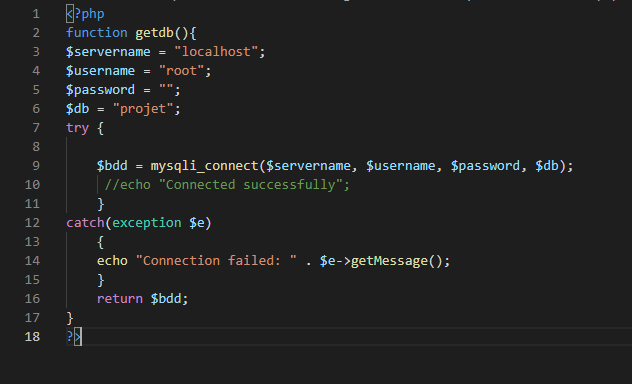 1 <?php
2 function getdb(){
3 $servername = "localhost";
4 $username = "root";
5 $password = "";
6 $db = "projet";
7 try {
8
9 $bdd = mysqli_connect($servername, $username, $password, $db);
10 //echo "Connected successfully";
11 }
12 catch(exception $e)
13 {
14 echo "Connection failed: " . $e->getMessage();
15 }
16 return $bdd;
17 }
18 ?>